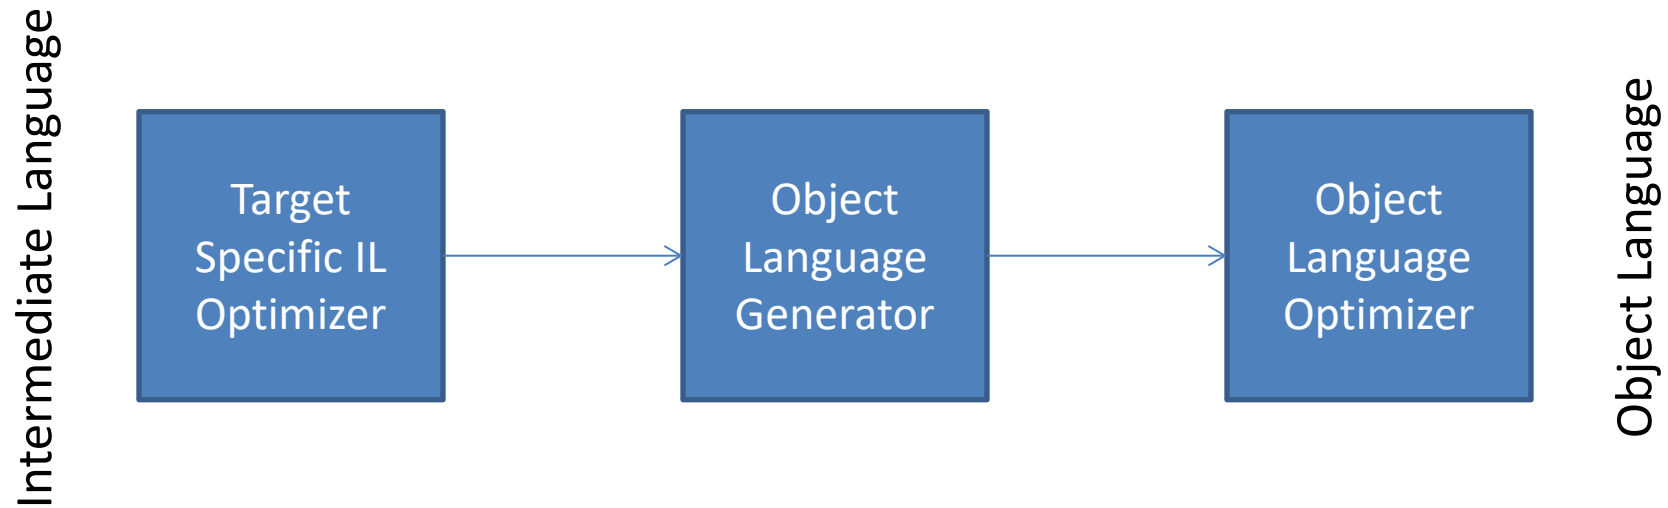 Intermediate Language
Target
Specific IL
Optimizer
Object
Language
Generator
Object
Language
Optimizer
Object Language